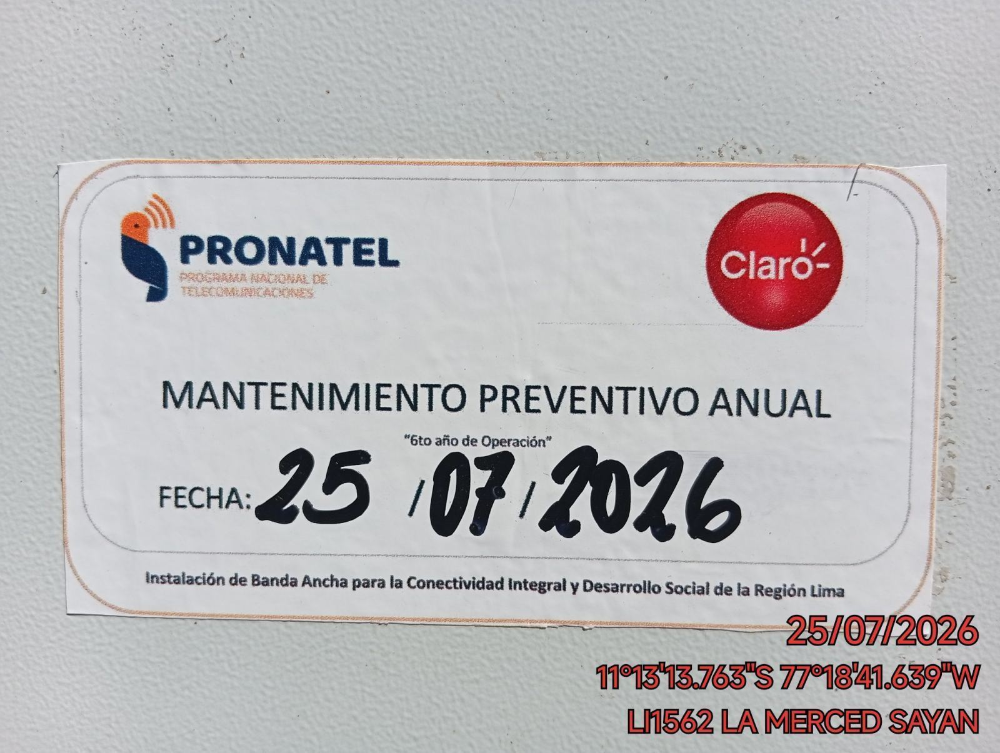 PRONATEL
PROGRAMA NACIONAL DE
TELECOMUNICACIONES
Claro
MANTENIMIENTO PREVENTIVO ANUAL
"6to año de Operación"
FECHA: 25/07/2026
Instalación de Banda Ancha para la Conectividad Integral y Desarrollo Social de la Región Lima
25/07/2026
11°13'13.763"S 77°18'41.639"W
LI1562 LA MERCED SAYAN